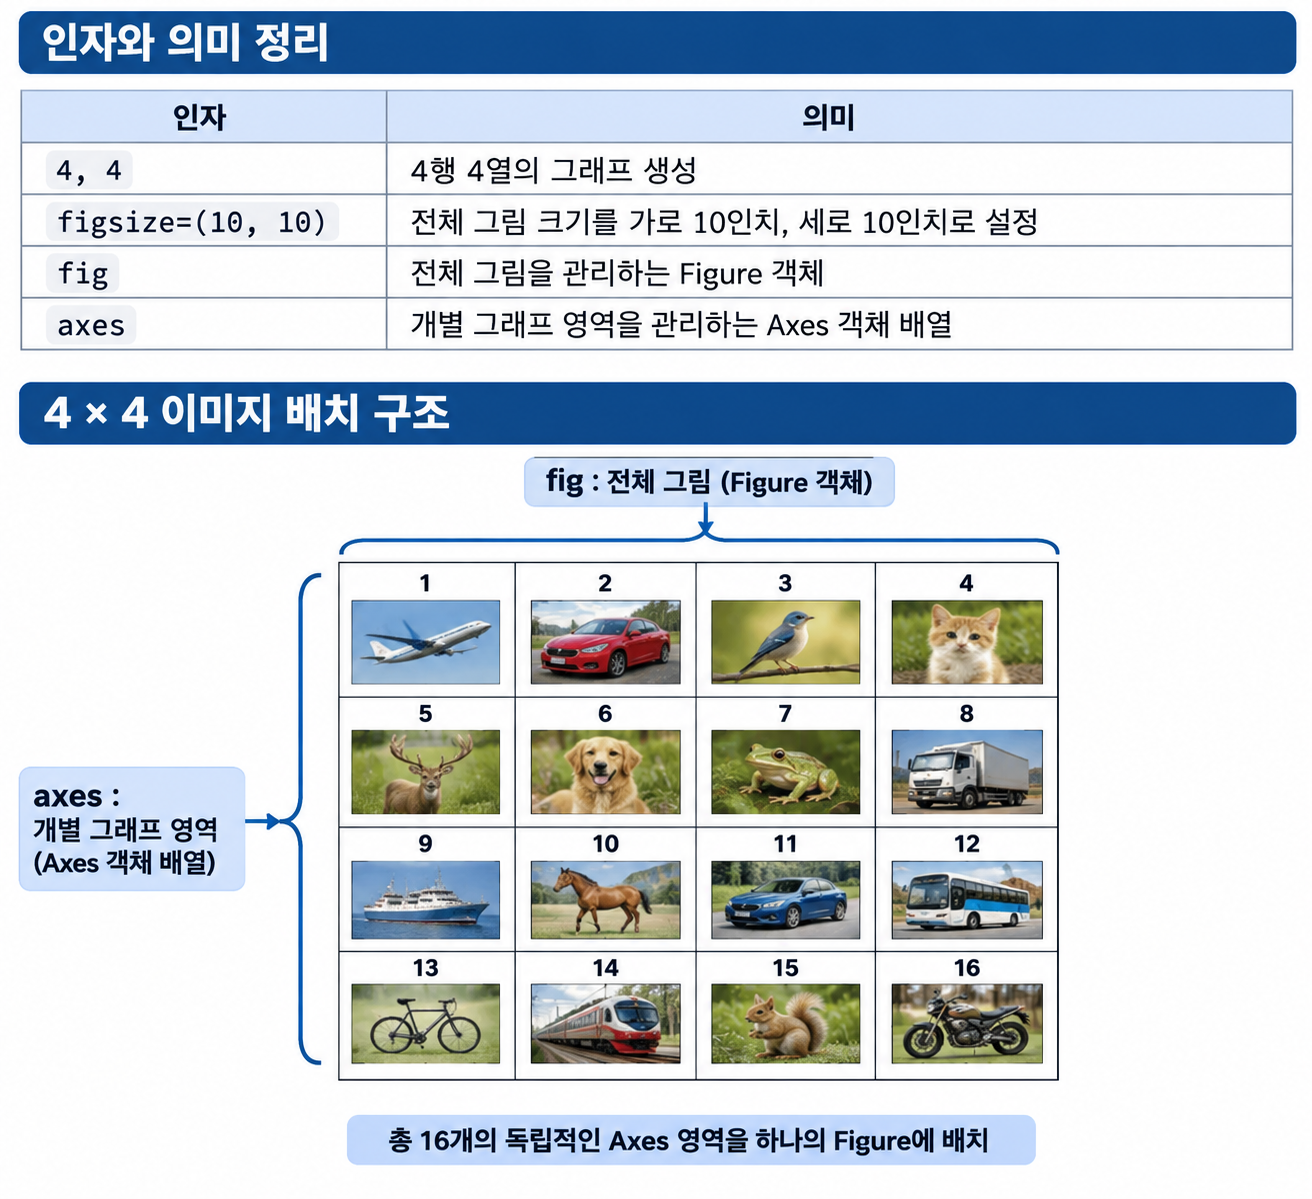 인자와 의미 정리
인자 의미
4, 4 4행 4열의 그래프 생성
figsize=(10, 10) 전체 그림 크기를 가로 10인치, 세로 10인치로 설정
fig 전체 그림을 관리하는 Figure 객체
axes 개별 그래프 영역을 관리하는 Axes 객체 배열
4 × 4 이미지 배치 구조
fig : 전체 그림 (Figure 객체)
1 2 3 4
5 6 7 8
axes :
개별 그래프 영역
(Axes 객체 배열)
9 10 11 12
13 14 15 16
총 16개의 독립적인 Axes 영역을 하나의 Figure에 배치